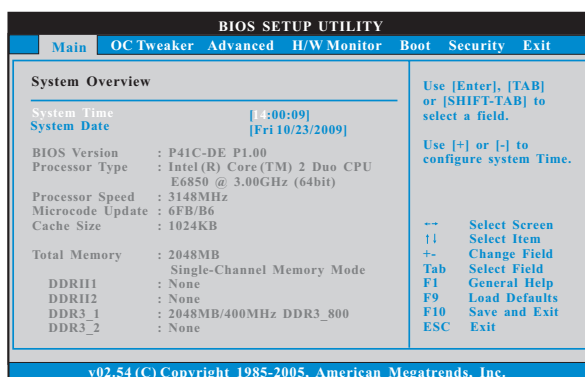 BIOS SETUP UTILITY
Main OC Tweaker Advanced H/W Monitor Boot Security Exit
System Overview
System Time [14:00:09]
System Date [Fri 10/23/2009]
BIOS Version : P41C-DE P1.00
Processor Type : Intel (R) Core (TM) 2 Duo CPU
E6850 @ 3.00GHz (64bit)
Processor Speed : 3148MHz
Microcode Update : 6FB/B6
Cache Size : 1024KB
Total Memory : 2048MB
Single-Channel Memory Mode
DDRII1 : None
DDRII2 : None
DDR3_1 : 2048MB/400MHz DDR3_800
DDR3_2 : None
Use [Enter], [TAB]
or [SHIFT-TAB] to
select a field.
Use [+] or [-] to
configure system Time.
←→ Select Screen
↑↓ Select Item
+- Change Field
Tab Select Field
F1 General Help
F9 Load Defaults
F10 Save and Exit
ESC Exit
v02.54 (C) Copyright 1985-2005, American Megatrends, Inc.